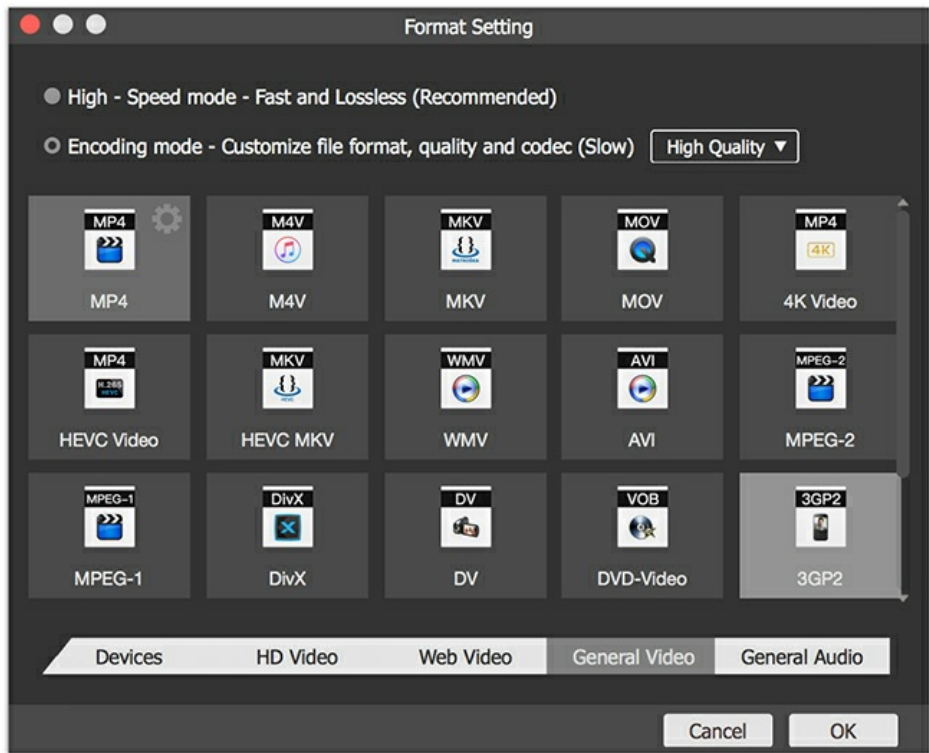 Format Setting
High - Speed mode - Fast and Lossless (Recommended)
Encoding mode - Customize file format, quality and codec (Slow) High Quality ▼
MP4 M4V MKV MOV MP4
4K
MP4 M4V MKV MOV 4K Video
MP4 MKV WMV AVI MPEG-2
H.265
HEVC
HEVC Video HEVC MKV WMV AVI MPEG-2
MPEG-1 DivX DV VOB 3GP2
MPEG-1 DivX DV DVD-Video 3GP2
Devices HD Video Web Video General Video General Audio
Cancel OK